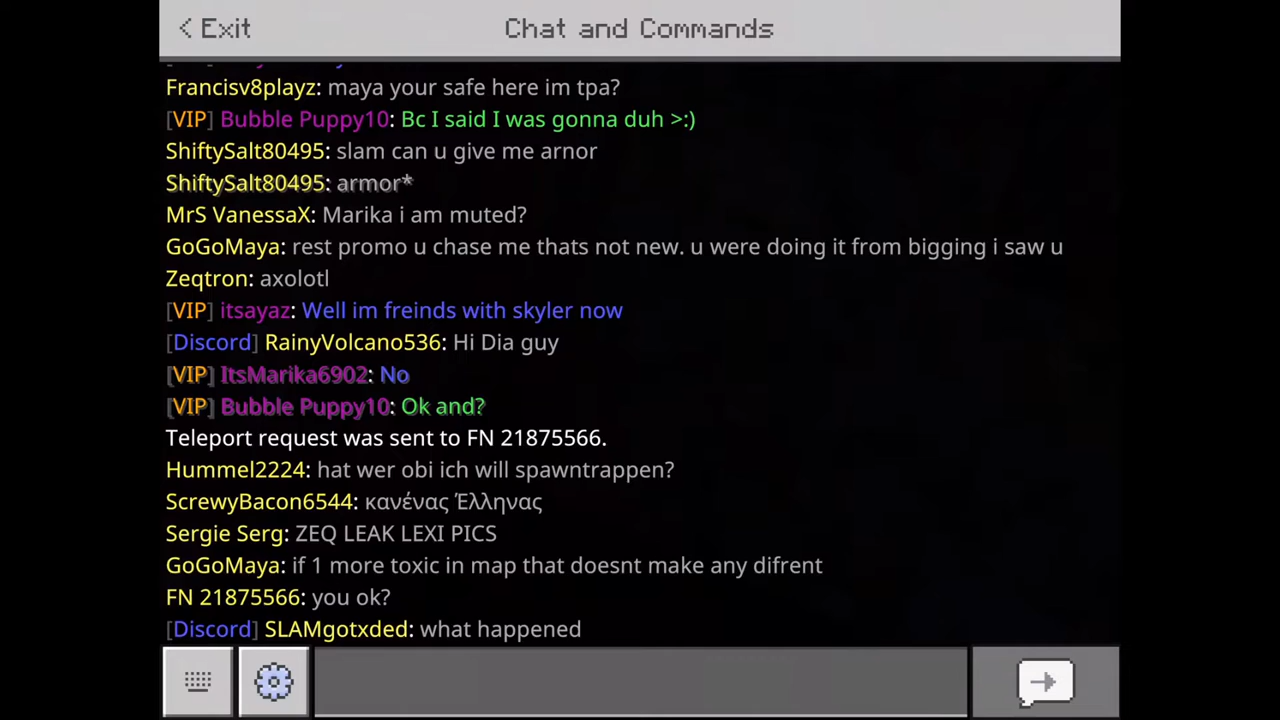 < Exit
Chat and Commands
Francisv8playz: maya your safe here im tpa?
[VIP] Bubble Puppy10: Bc I said I was gonna duh >:)
ShiftySalt80495: slam can u give me arnor
ShiftySalt80495: armor*
MrS VanessaX: Marika i am muted?
GoGoMaya: rest promo u chase me thats not new. u were doing it from bigging i saw u
Zeqtron: axolotl
[VIP] itsayaz: Well im freinds with skyler now
[Discord] RainyVolcano536: Hi Dia guy
[VIP] ItsMarika6902: No
[VIP] Bubble Puppy10: Ok and?
Teleport request was sent to FN 21875566.
Hummel2224: hat wer obi ich will spawntrappen?
ScrewyBacon6544: κανένας Έλληνας
Sergie Serg: ZEQ LEAK LEXI PICS
GoGoMaya: if 1 more toxic in map that doesnt make any difrent
FN 21875566: you ok?
[Discord] SLAMgotxded: what happened